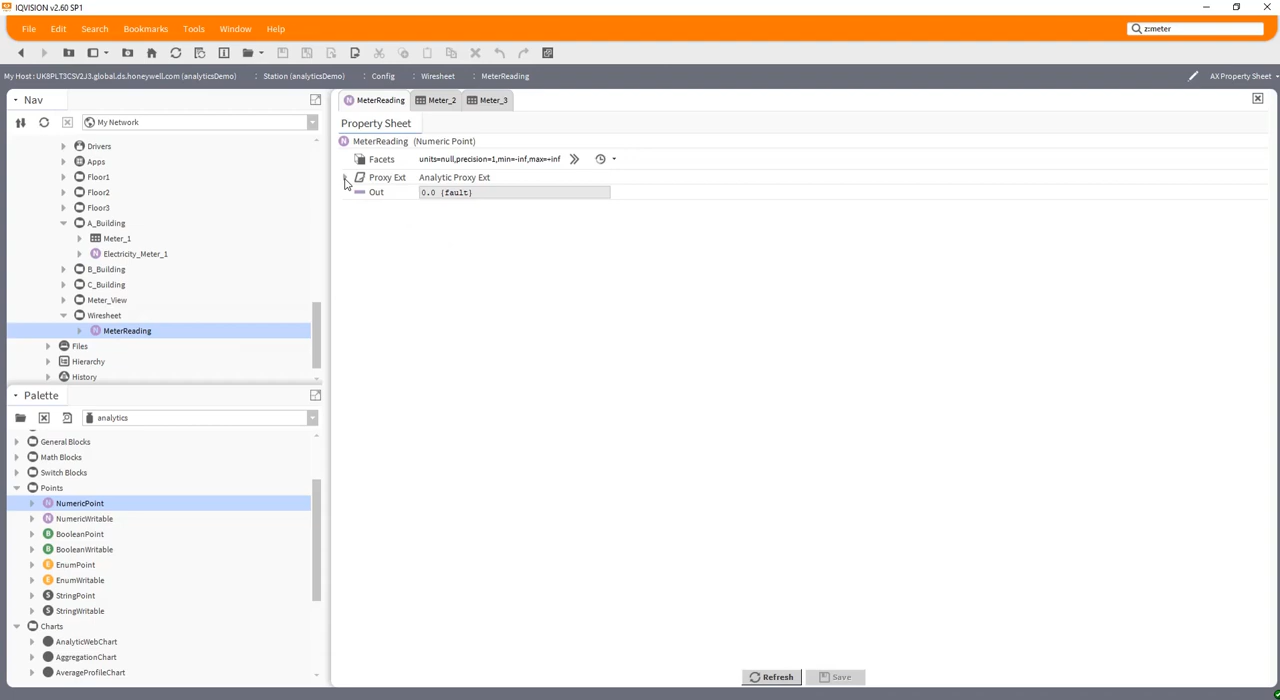 IQVISION v2.60 SP1
File Edit Search Bookmarks Tools Window Help
z:meter
My Host : UK8PLT3CSV2J3.global.ds.honeywell.com (analyticsDemo) Station (analyticsDemo) Config Wiresheet MeterReading AX Property Sheet
Nav
My Network
Drivers
Apps
Floor1
Floor2
Floor3
A_Building
Meter_1
Electricity_Meter_1
B_Building
C_Building
Meter_View
Wiresheet
MeterReading
Files
Hierarchy
History
Palette
analytics
General Blocks
Math Blocks
Switch Blocks
Points
NumericPoint
NumericWritable
BooleanPoint
BooleanWritable
EnumPoint
EnumWritable
StringPoint
StringWritable
Charts
AnalyticWebChart
AggregationChart
AverageProfileChart
MeterReading Meter_2 Meter_3
Property Sheet
MeterReading (Numeric Point)
Facets units=null,precision=1,min=-inf,max=+inf
Proxy Ext Analytic Proxy Ext
Out 0.0 {fault}
Refresh Save